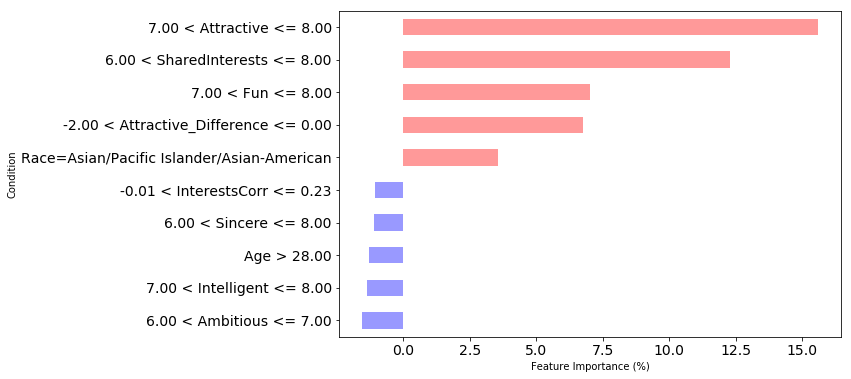 7.00 < Attractive <= 8.00
6.00 < SharedInterests <= 8.00
7.00 < Fun <= 8.00
-2.00 < Attractive_Difference <= 0.00
Race=Asian/Pacific Islander/Asian-American
-0.01 < InterestsCorr <= 0.23
6.00 < Sincere <= 8.00
Age > 28.00
7.00 < Intelligent <= 8.00
6.00 < Ambitious <= 7.00
Condition
0.0 2.5 5.0 7.5 10.0 12.5 15.0
Feature Importance (%)